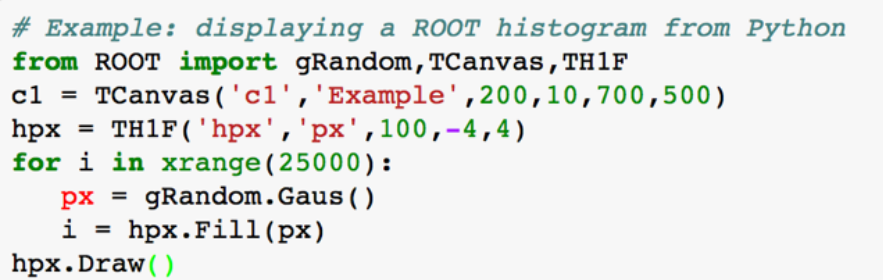 # Example: displaying a ROOT histogram from Python
from ROOT import gRandom,TCanvas,TH1F
c1 = TCanvas('c1','Example',200,10,700,500)
hpx = TH1F('hpx','px',100,-4,4)
for i in xrange(25000):
   px = gRandom.Gaus()
   i = hpx.Fill(px)
hpx.Draw()